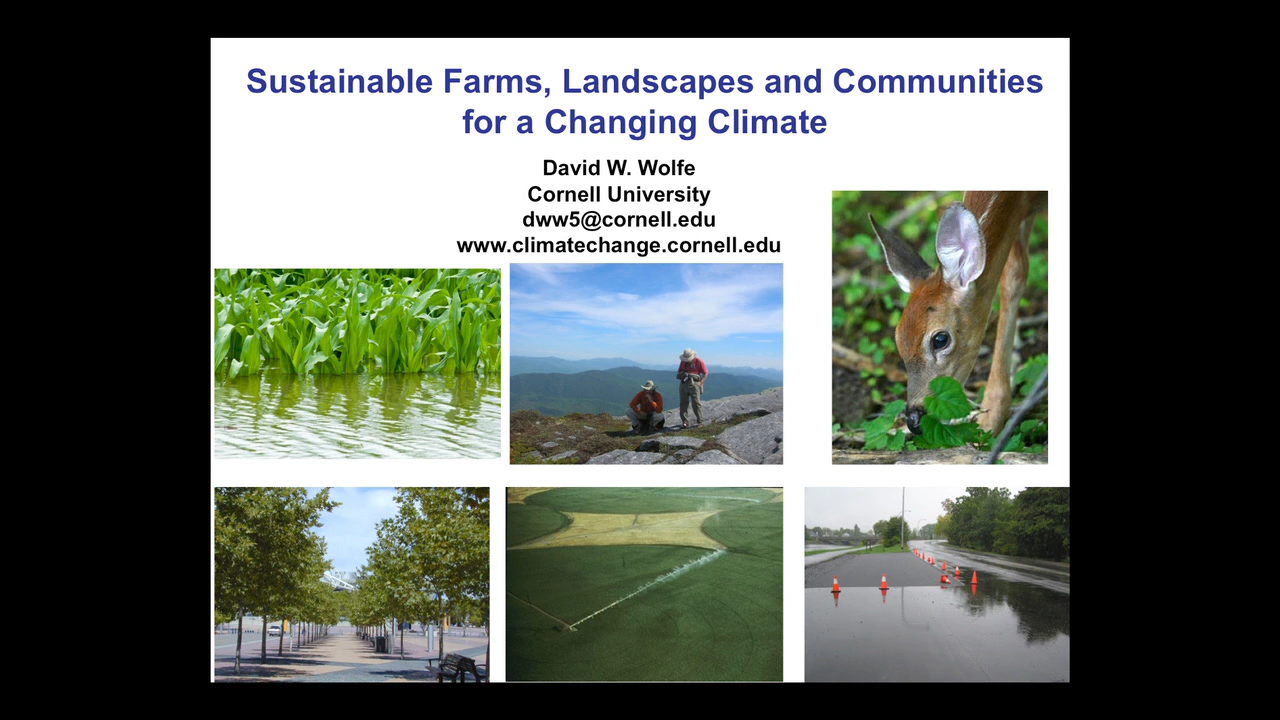 Sustainable Farms, Landscapes and Communities
for a Changing Climate
David W. Wolfe
Cornell University
dww5@cornell.edu
www.climatechange.cornell.edu